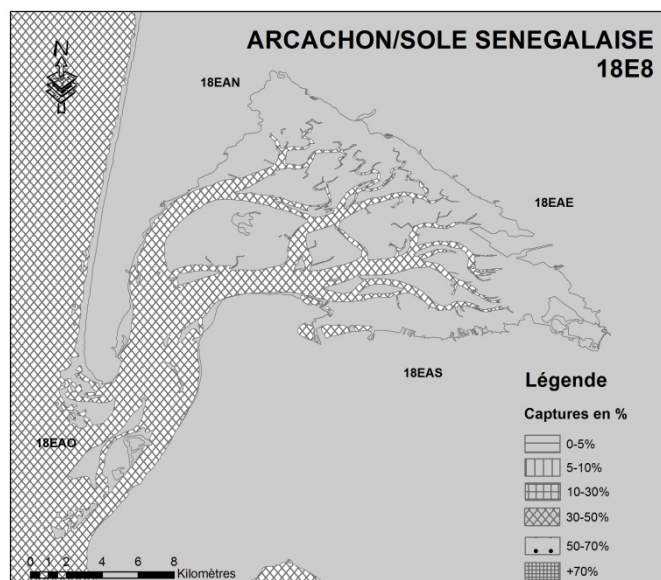 ARCACHON/SOLE SENEGALAISE
18E8
N
18EAN
18EAE
18EAS
18EAO
Légende
Captures en %
0-5%
5-10%
10-30%
30-50%
50-70%
+70%
0 1 2 4 6 8
Kilomètres